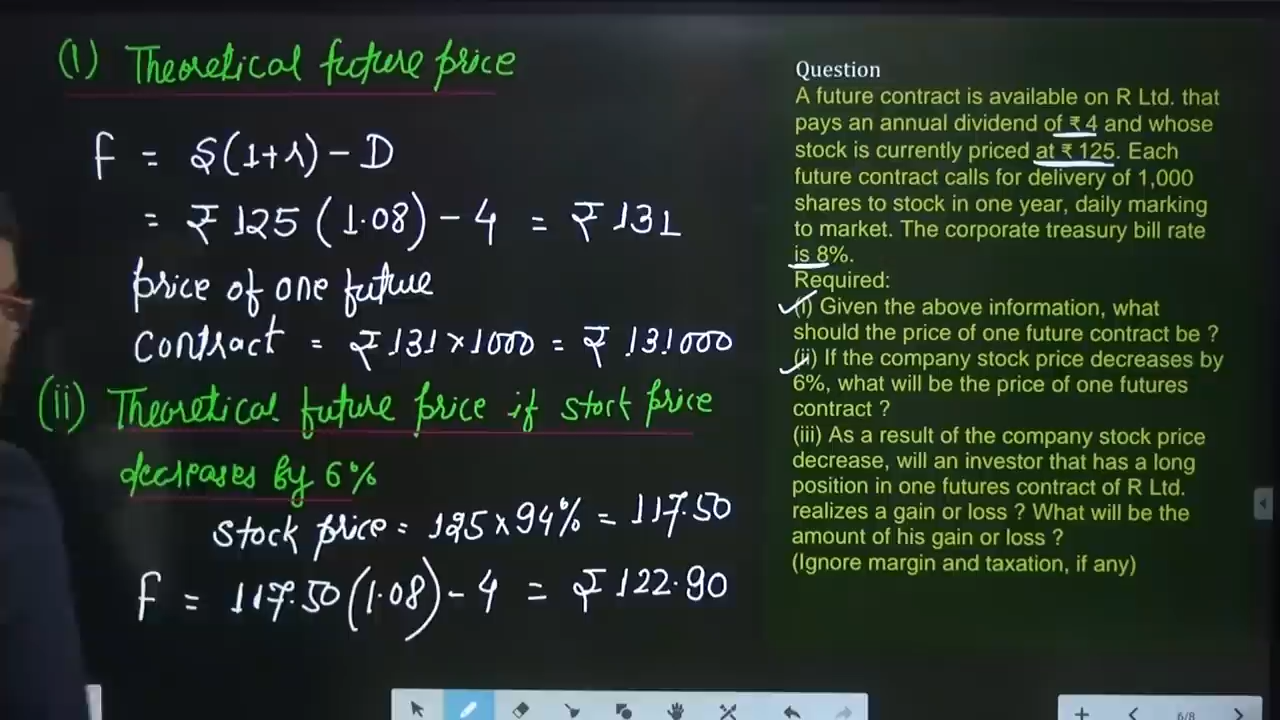 (1) Theoretical future price
F = S(1+r) - D
= ₹ 125 (1.08) - 4 = ₹ 131
price of one future
contract = ₹ 131 x 1000 = ₹ 131000
(ii) Theoretical future price if stock price
decreases by 6%
stock price = 125 x 94% = 117.50
F = 117.50 (1.08) - 4 = ₹ 122.90
Question
A future contract is available on R Ltd. that
pays an annual dividend of ₹ 4 and whose
stock is currently priced at ₹ 125. Each
future contract calls for delivery of 1,000
shares to stock in one year, daily marking
to market. The corporate treasury bill rate
is 8%.
Required:
(i) Given the above information, what
should the price of one future contract be ?
(ii) If the company stock price decreases by
6%, what will be the price of one futures
contract ?
(iii) As a result of the company stock price
decrease, will an investor that has a long
position in one futures contract of R Ltd.
realizes a gain or loss ? What will be the
amount of his gain or loss ?
(Ignore margin and taxation, if any)
6/8